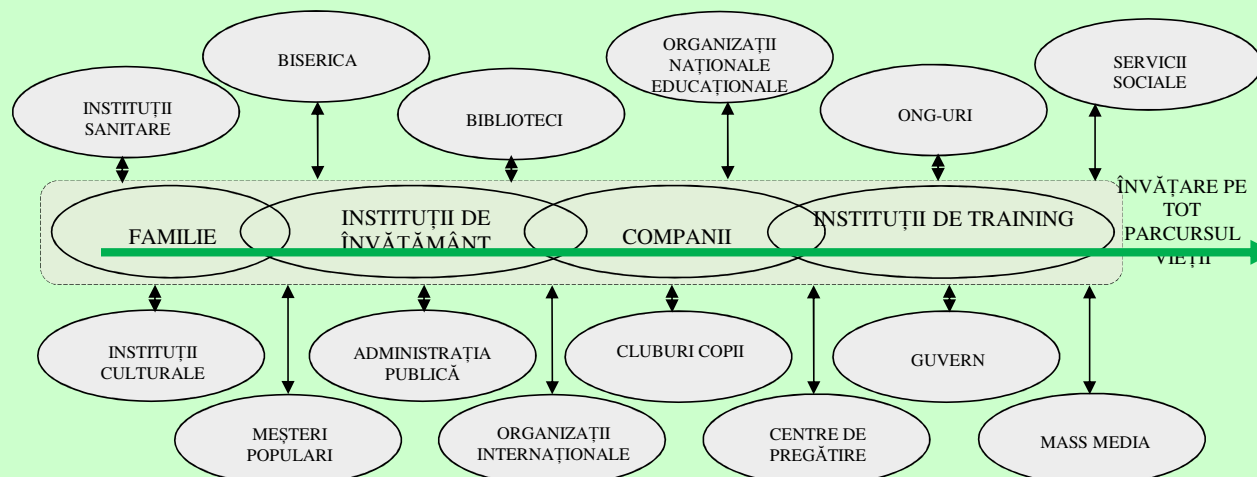 BISERICA
ORGANIZAȚII
NAȚIONALE
EDUCAȚIONALE
SERVICII
SOCIALE
INSTITUȚII
SANITARE
BIBLIOTECI
ONG-URI
FAMILIE
INSTITUȚII DE
ÎNVĂȚĂMÂNT
COMPANII
INSTITUȚII DE TRAINING
ÎNVĂȚARE PE
TOT
PARCURSUL
VIEȚII
INSTITUȚII
CULTURALE
ADMINISTRAȚIA
PUBLICĂ
CLUBURI COPII
GUVERN
MEȘTERI
POPULARI
ORGANIZAȚII
INTERNAȚIONALE
CENTRE DE
PREGĂTIRE
MASS MEDIA